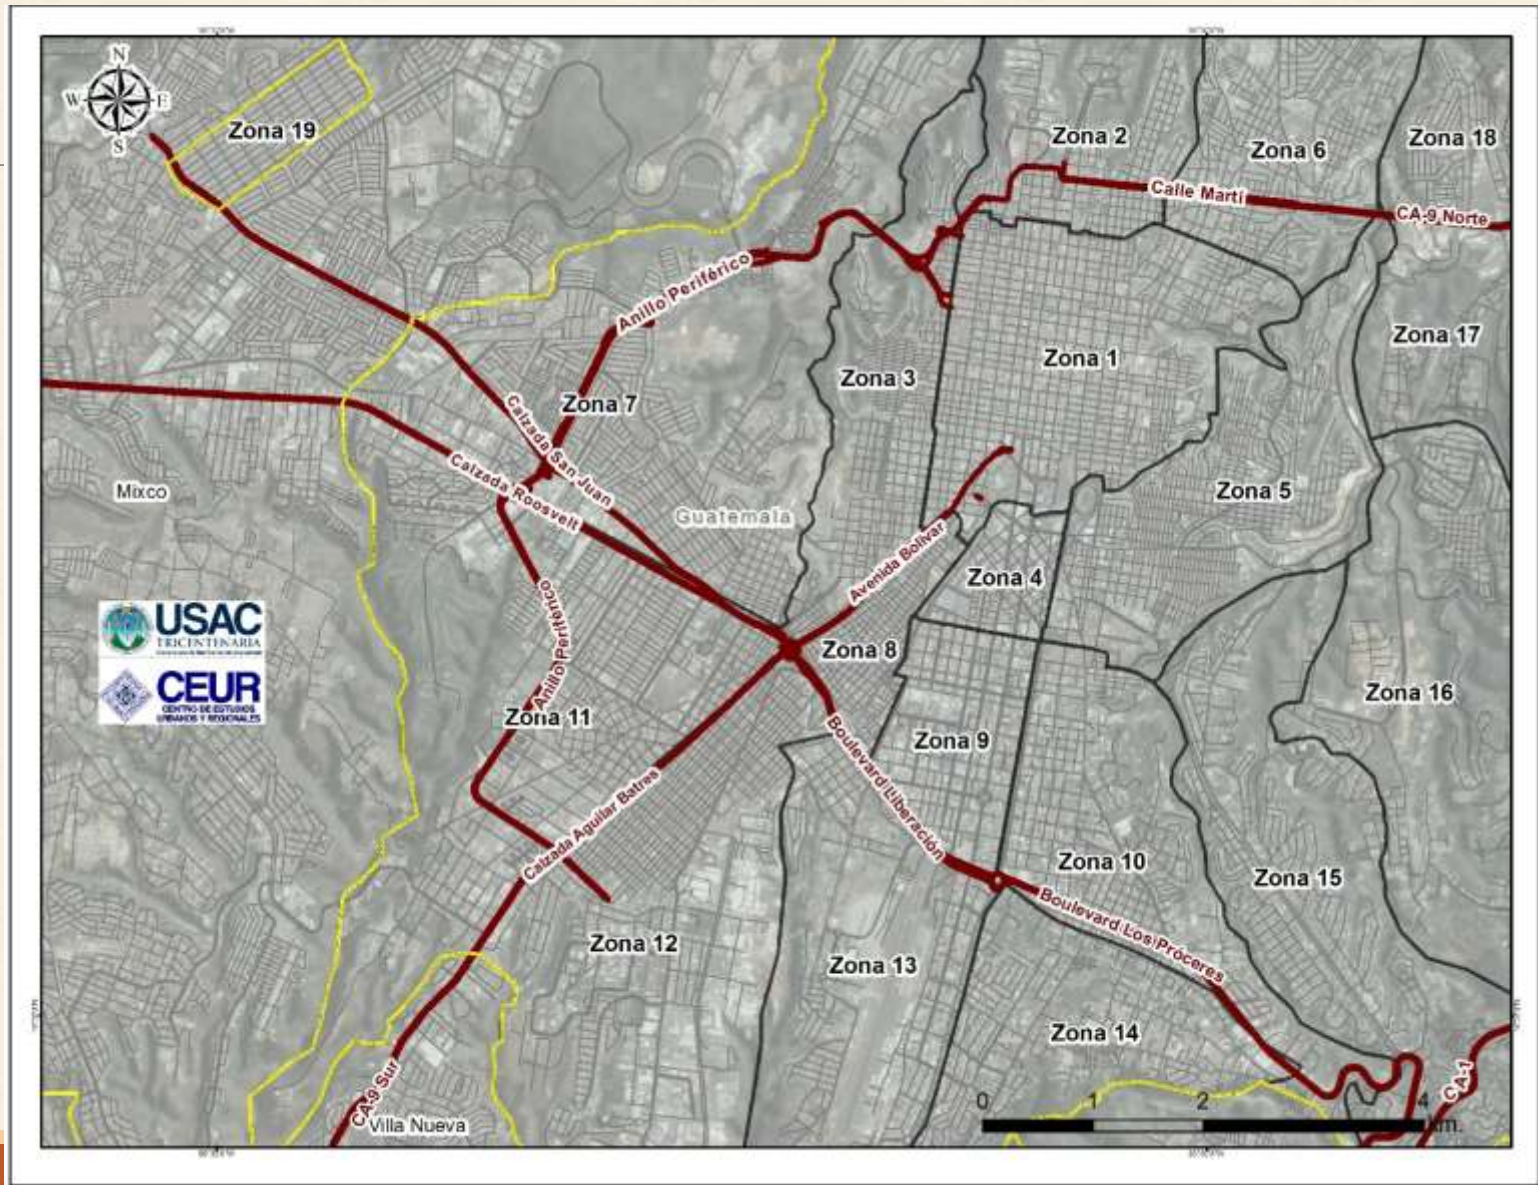 N
W E
S
Zona 19
Zona 2
Zona 6
Zona 18
Calle Martí
CA-9 Norte
Anillo Periférico
Zona 17
Zona 1
Zona 3
Zona 7
Calzada San Juan
Calzada Roosvelt
Mixco
Guatemala
Zona 5
Avenida Bolivar
Zona 4
Anillo Periférico
USAC
TRICENTENARIA
Zona 8
CEUR
CENTRO DE ESTUDIOS
URBANOS Y REGIONALES
Zona 16
Zona 11
Zona 9
Boulevard Liberación
Calzada Aguilar Batres
Zona 10
Zona 15
Boulevard Los Próceres
Zona 12
Zona 13
Zona 14
CA-1
CA-9 Sur
0 1 2 4
Km.
Villa Nueva